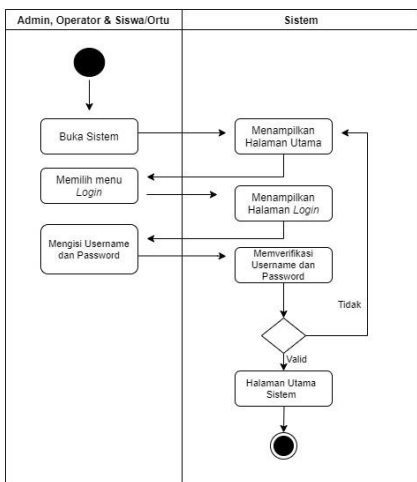 Admin, Operator & Siswa/Ortu
Sistem
Buka Sistem
Menampilkan
Halaman Utama
Memilih menu
Login
Menampilkan
Halaman Login
Mengisi Username
dan Password
Memverifikasi
Username dan
Password
Tidak
Valid
Halaman Utama
Sistem